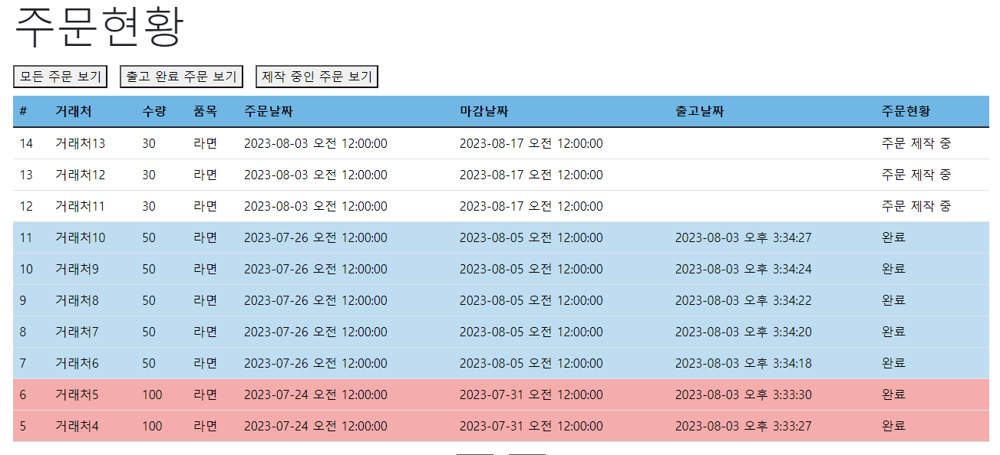 주문현황
모든 주문 보기 출고 완료 주문 보기 제작 중인 주문 보기
# 거래처 수량 품목 주문날짜 마감날짜 출고날짜 주문현황
14 거래처13 30 라면 2023-08-03 오전 12:00:00 2023-08-17 오전 12:00:00 주문 제작 중
13 거래처12 30 라면 2023-08-03 오전 12:00:00 2023-08-17 오전 12:00:00 주문 제작 중
12 거래처11 30 라면 2023-08-03 오전 12:00:00 2023-08-17 오전 12:00:00 주문 제작 중
11 거래처10 50 라면 2023-07-26 오전 12:00:00 2023-08-05 오전 12:00:00 2023-08-03 오후 3:34:27 완료
10 거래처9 50 라면 2023-07-26 오전 12:00:00 2023-08-05 오전 12:00:00 2023-08-03 오후 3:34:24 완료
9 거래처8 50 라면 2023-07-26 오전 12:00:00 2023-08-05 오전 12:00:00 2023-08-03 오후 3:34:22 완료
8 거래처7 50 라면 2023-07-26 오전 12:00:00 2023-08-05 오전 12:00:00 2023-08-03 오후 3:34:20 완료
7 거래처6 50 라면 2023-07-26 오전 12:00:00 2023-08-05 오전 12:00:00 2023-08-03 오후 3:34:18 완료
6 거래처5 100 라면 2023-07-24 오전 12:00:00 2023-07-31 오전 12:00:00 2023-08-03 오후 3:33:30 완료
5 거래처4 100 라면 2023-07-24 오전 12:00:00 2023-07-31 오전 12:00:00 2023-08-03 오후 3:33:27 완료